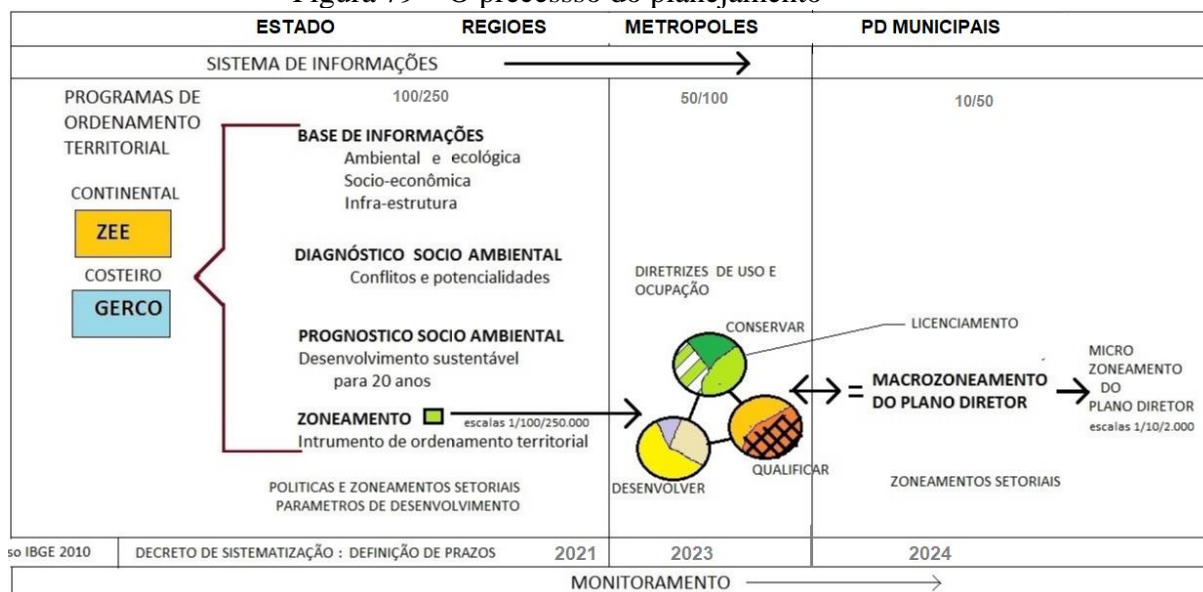 Figura 79 – O processso do planejamento
ESTADO REGIOES METROPOLES PD MUNICIPAIS
SISTEMA DE INFORMAÇÕES
PROGRAMAS DE
ORDENAMENTO
TERRITORIAL
100/250
50/100
10/50
CONTINENTAL
ZEE
COSTEIRO
GERCO
BASE DE INFORMAÇÕES
Ambiental e ecológica
Socio-econômica
Infra-estrutura
DIAGNÓSTICO SOCIO AMBIENTAL
Conflitos e potencialidades
PROGNOSTICO SOCIO AMBIENTAL
Desenvolvimento sustentável
para 20 anos
ZONEAMENTO escalas 1/100/250.000
Intrumento de ordenamento territorial
POLITICAS E ZONEAMENTOS SETORIAIS
PARAMETROS DE DESENVOLVIMENTO
DIRETRIZES DE USO E
OCUPAÇÃO
CONSERVAR
DESENVOLVER
QUALIFICAR
LICENCIAMENTO
= MACROZONEAMENTO
DO PLANO DIRETOR
MICRO
ZONEAMENTO
DO
PLANO DIRETOR
escalas 1/10/2.000
ZONEAMENTOS SETORIAIS
so IBGE 2010 DECRETO DE SISTEMATIZAÇÃO : DEFINIÇÃO DE PRAZOS 2021 2023 2024
MONITORAMENTO